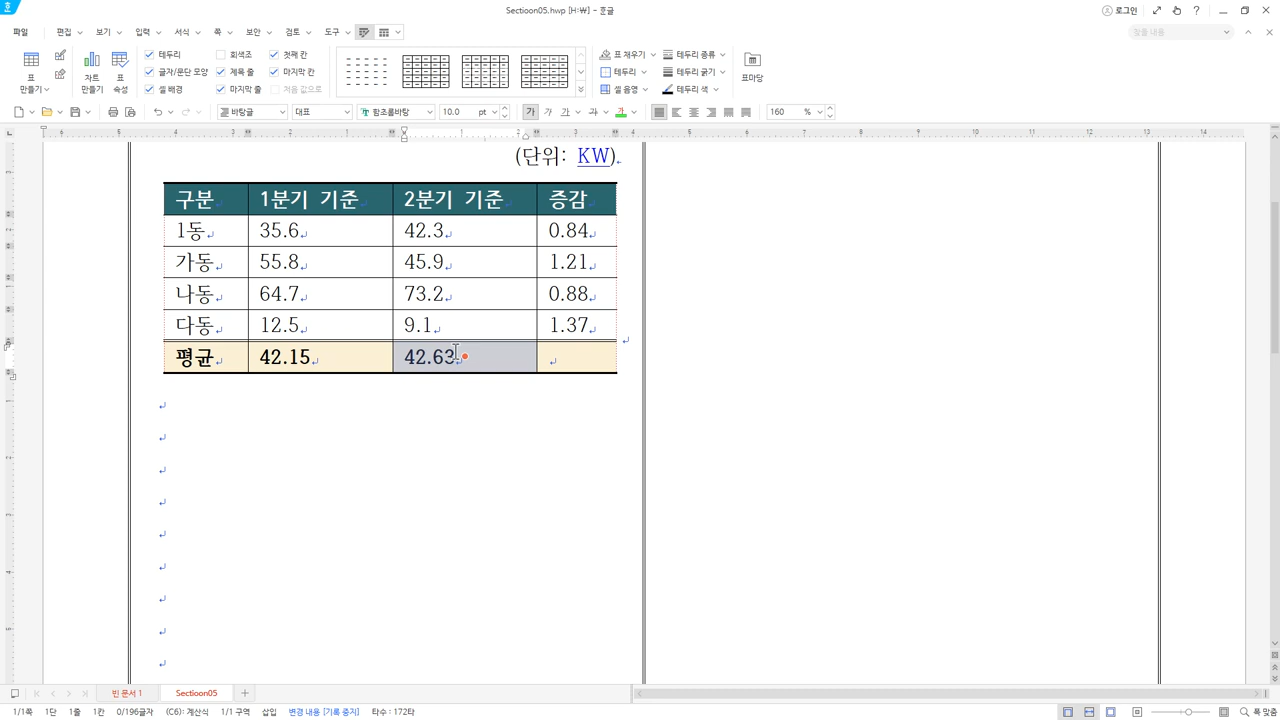 Sectioon05.hwp [H:₩] - 훈글
로그인
파일 편집 보기 입력 서식 쪽 보안 검토 도구
찾을 내용
표 만들기
차트 만들기
표 속성
테두리
글자/문단 모양
셀 배경
회색조
제목 줄
마지막 줄
첫째 칸
마지막 칸
처음 값으로
표 채우기
테두리
셀 음영
테두리 종류
테두리 굵기
테두리 색
표마당
바탕글 대표 함초롬바탕 10.0 pt 가 가 가 가 가 160 %
(단위: KW)
구분 1분기 기준 2분기 기준 증감
1동 35.6 42.3 0.84
가동 55.8 45.9 1.21
나동 64.7 73.2 0.88
다동 12.5 9.1 1.37
평균 42.15 42.63
빈 문서 1 Sectioon05
1/1쪽 1단 1줄 1칸 0/196글자 (C6): 계산식 1/1 구역 삽입 변경 내용 [기록 중지] 타수 : 172타
폭 맞춤